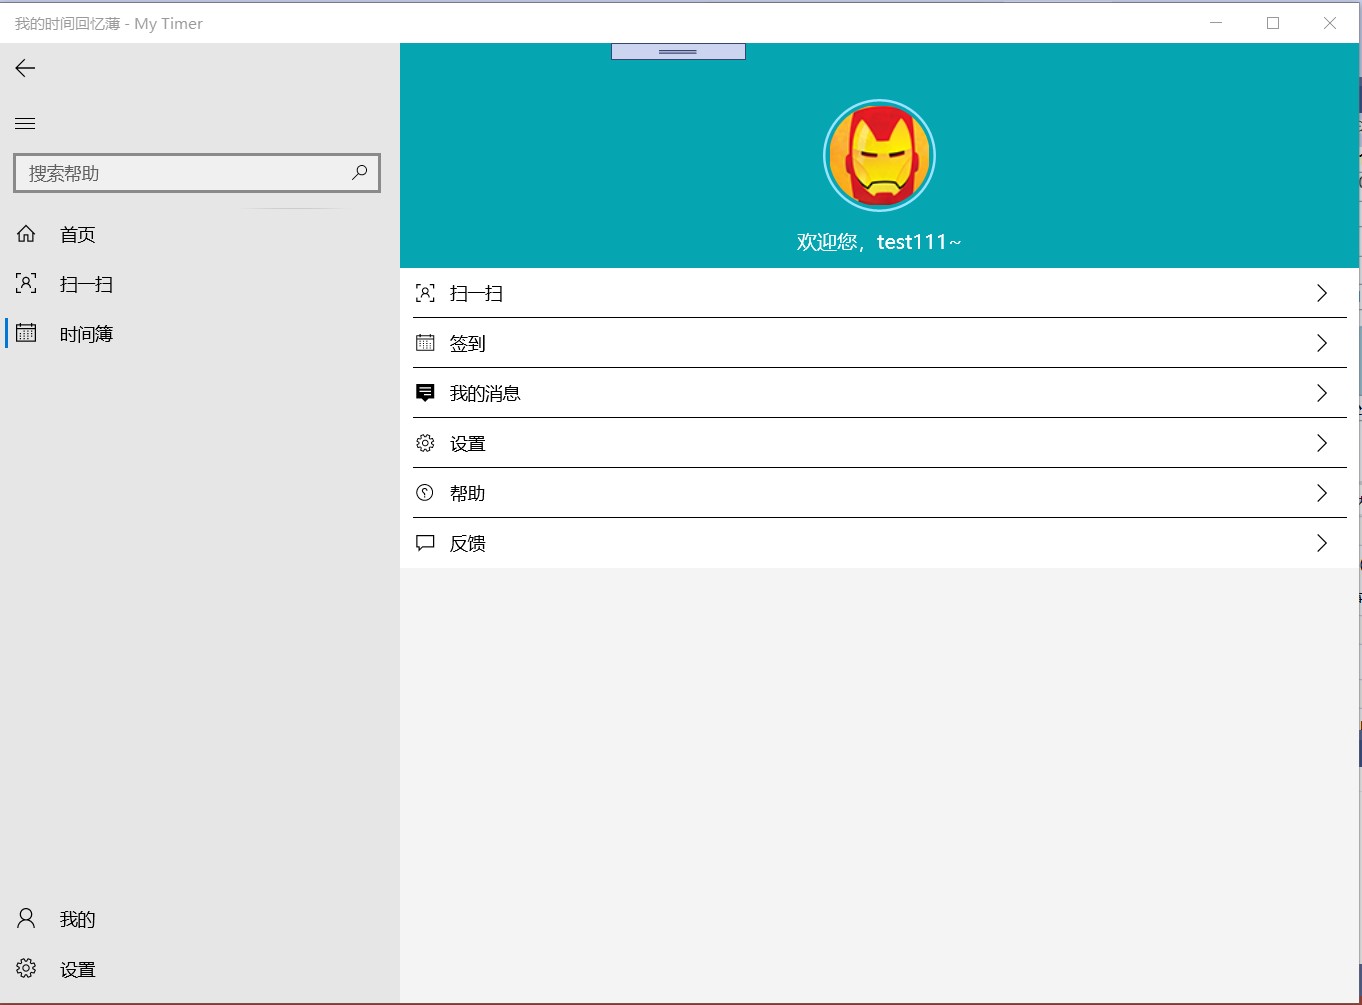 我的时间回忆薄 - My Timer
搜索帮助
首页
扫一扫
时间簿
我的
设置
欢迎您，test111~
扫一扫
签到
我的消息
设置
帮助
反馈